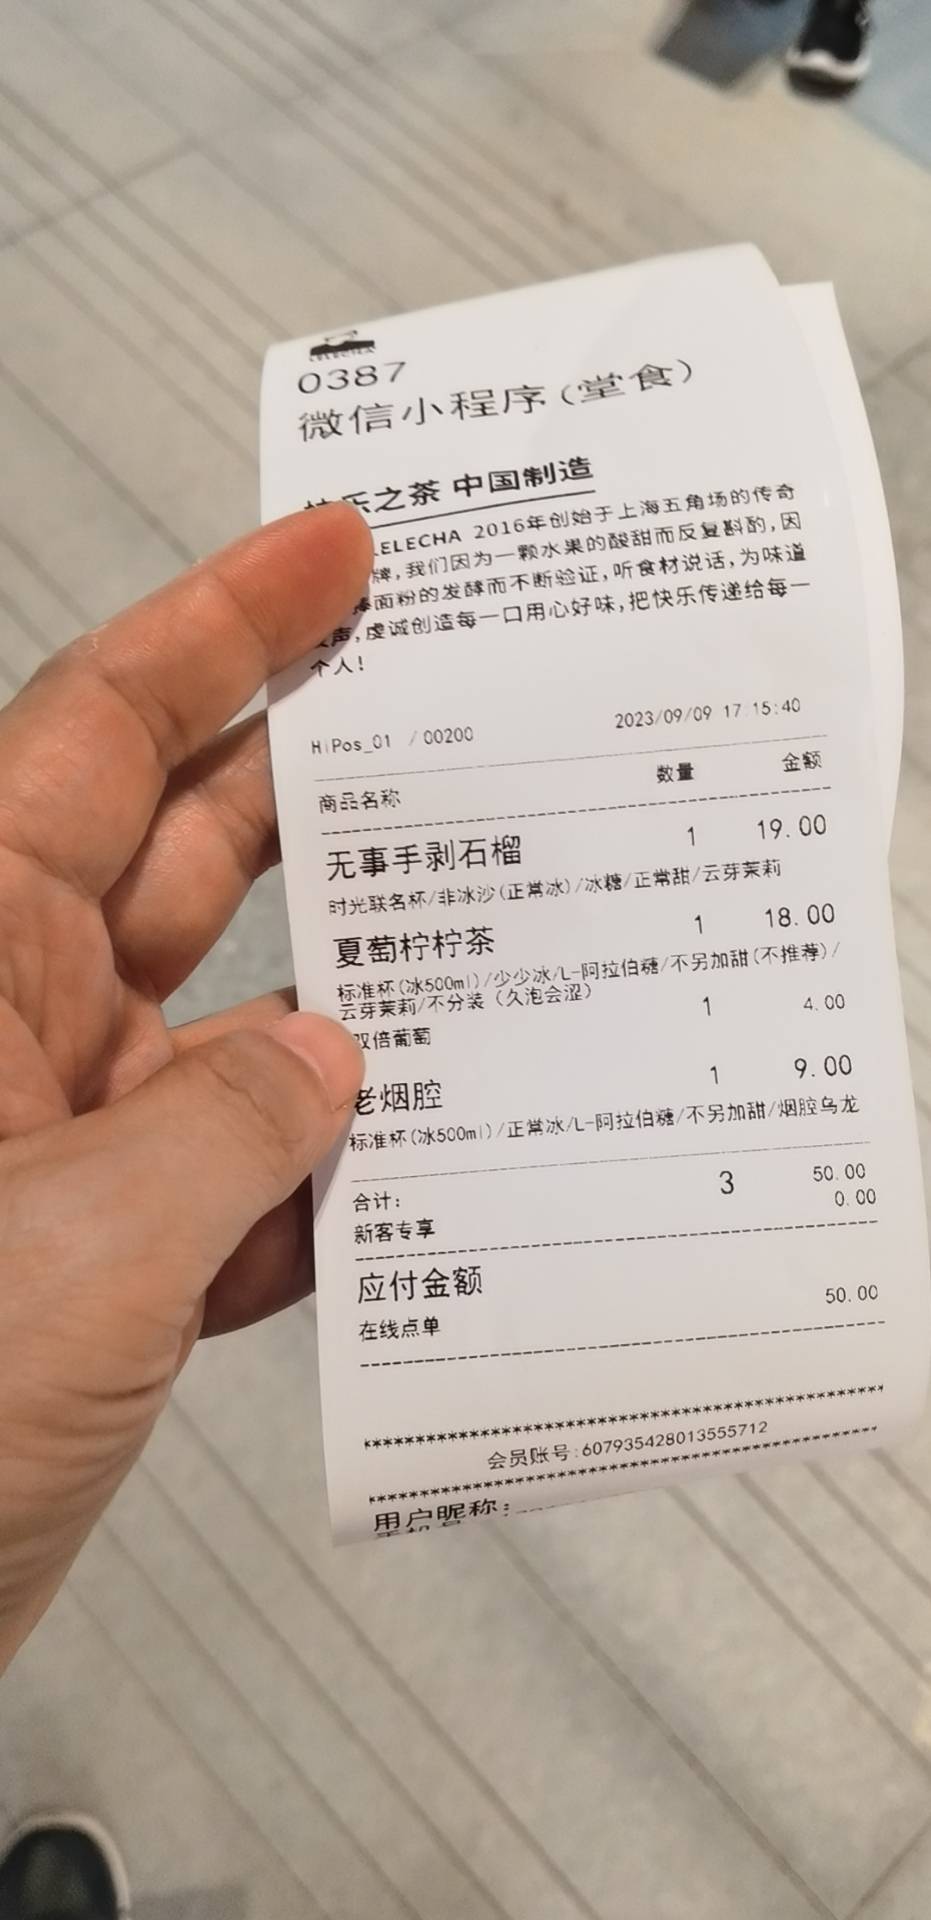 LELECHA
0387
微信小程序(堂食)
乐之茶 中国制造
ELECHA 2016年创始于上海五角场的传奇
牌,我们因为一颗水果的酸甜而反复斟酌,因
捧面粉的发酵而不断验证,听食材说话,为味道
声,虔诚创造每一口用心好味,把快乐传递给每一
个人!
HiPos_01 /00200 2023/09/09 17:15:40
商品名称 数量 金额
无事手剥石榴 1 19.00
时光联名杯/非冰沙(正常冰)/冰糖/正常甜/云芽茉莉
夏萄柠柠茶 1 18.00
标准杯(冰500ml)/少少冰/L-阿拉伯糖/不另加甜(不推荐)/
云芽茉莉/不分装（久泡会涩）
双倍葡萄 1 4.00
老烟腔 1 9.00
标准杯(冰500ml)/正常冰/L-阿拉伯糖/不另加甜/烟腔乌龙
合计: 3 50.00
新客专享 0.00
应付金额
在线点单 50.00
会员账号:607935428013555712
用户昵称: